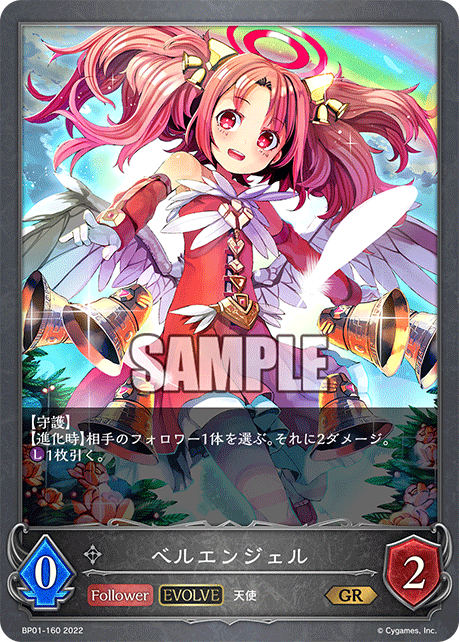 SAMPLE
【守護】
【進化時】相手のフォロワー1体を選ぶ。それに2ダメージ。
L 1枚引く。
0
ベルエンジェル
2
Follower EVOLVE 天使 GR
BP01-160 2022 © Cygames, Inc.